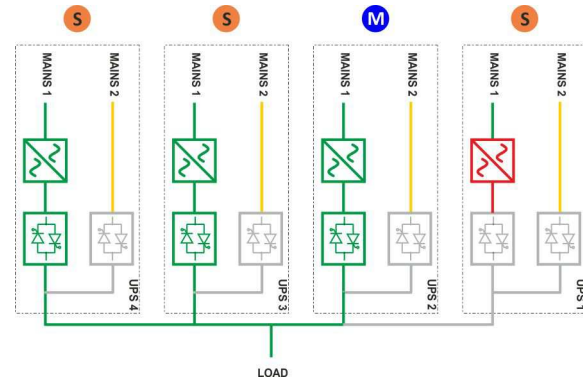 S
S
M
S
MAINS 1
MAINS 2
MAINS 1
MAINS 2
MAINS 1
MAINS 2
MAINS 1
MAINS 2
UPS 4
UPS 3
UPS 2
UPS 1
LOAD